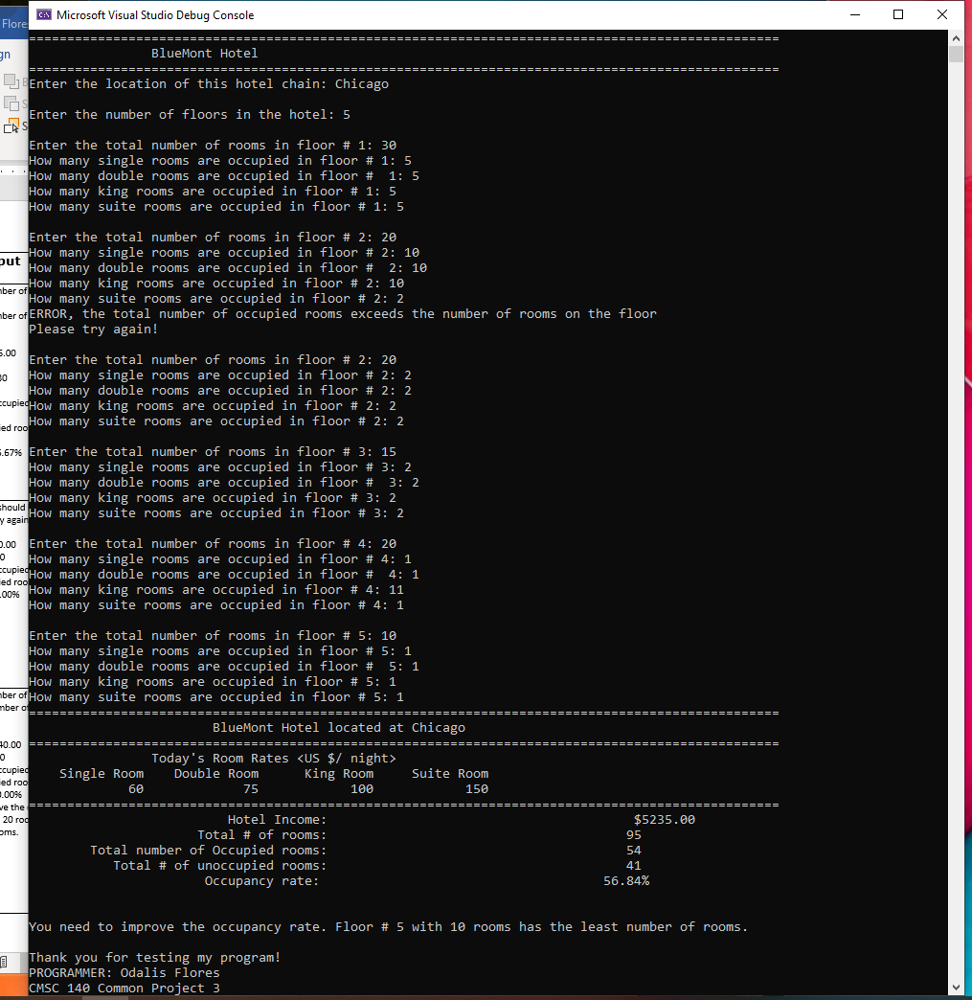 Microsoft Visual Studio Debug Console
Flore
gn
==================================================================================================
BlueMont Hotel
==================================================================================================
Enter the location of this hotel chain: Chicago
Enter the number of floors in the hotel: 5
Enter the total number of rooms in floor # 1: 30
How many single rooms are occupied in floor # 1: 5
How many double rooms are occupied in floor #  1: 5
How many king rooms are occupied in floor # 1: 5
How many suite rooms are occupied in floor # 1: 5
Enter the total number of rooms in floor # 2: 20
How many single rooms are occupied in floor # 2: 10
How many double rooms are occupied in floor #  2: 10
How many king rooms are occupied in floor # 2: 10
How many suite rooms are occupied in floor # 2: 2
ERROR, the total number of occupied rooms exceeds the number of rooms on the floor
Please try again!
Enter the total number of rooms in floor # 2: 20
How many single rooms are occupied in floor # 2: 2
How many double rooms are occupied in floor # 2: 2
How many king rooms are occupied in floor # 2: 2
How many suite rooms are occupied in floor # 2: 2
Enter the total number of rooms in floor # 3: 15
How many single rooms are occupied in floor # 3: 2
How many double rooms are occupied in floor #  3: 2
How many king rooms are occupied in floor # 3: 2
How many suite rooms are occupied in floor # 3: 2
Enter the total number of rooms in floor # 4: 20
How many single rooms are occupied in floor # 4: 1
How many double rooms are occupied in floor #  4: 1
How many king rooms are occupied in floor # 4: 11
How many suite rooms are occupied in floor # 4: 1
Enter the total number of rooms in floor # 5: 10
How many single rooms are occupied in floor # 5: 1
How many double rooms are occupied in floor #  5: 1
How many king rooms are occupied in floor # 5: 1
How many suite rooms are occupied in floor # 5: 1
==================================================================================================
BlueMont Hotel located at Chicago
==================================================================================================
Today's Room Rates <US $/ night>
Single Room    Double Room      King Room     Suite Room
60             75            100            150
==================================================================================================
Hotel Income: $5235.00
Total # of rooms: 95
Total number of Occupied rooms: 54
Total # of unoccupied rooms: 41
Occupancy rate: 56.84%
You need to improve the occupancy rate. Floor # 5 with 10 rooms has the least number of rooms.
Thank you for testing my program!
PROGRAMMER: Odalis Flores
CMSC 140 Common Project 3